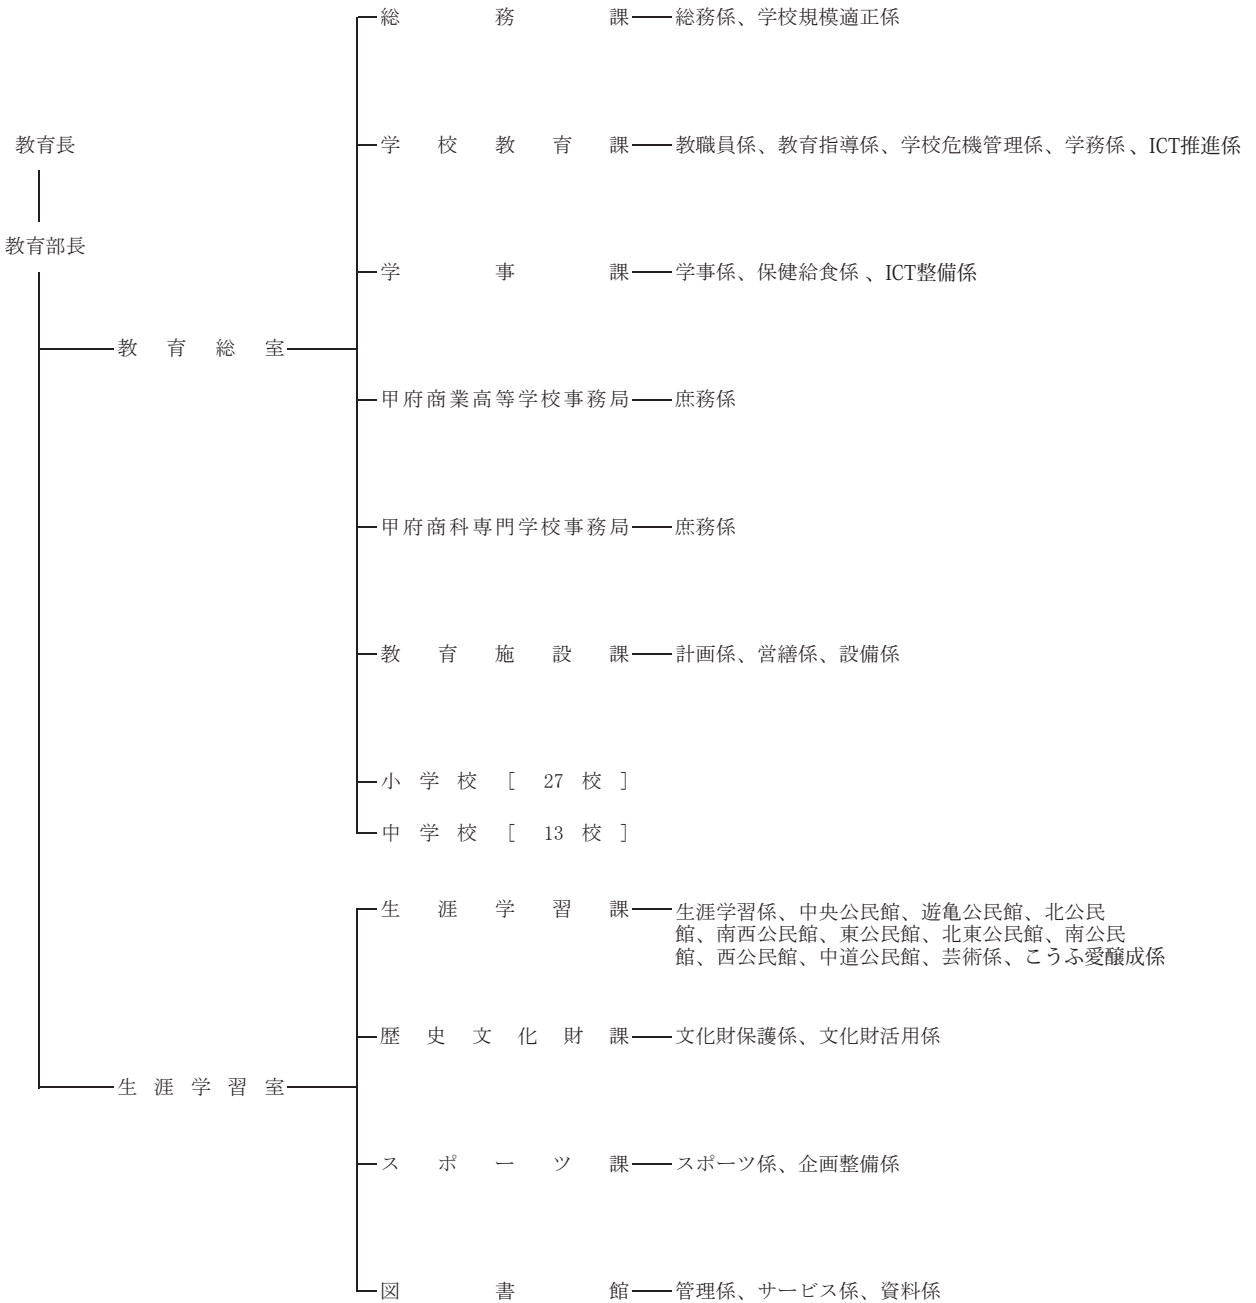 総務課 総務係、学校規模適正係
教育長
学校教育課 教職員係、教育指導係、学校危機管理係、学務係、ICT推進係
教育部長
学事課 学事係、保健給食係、ICT整備係
教育総室
甲府商業高等学校事務局 庶務係
甲府商科専門学校事務局 庶務係
教育施設課 計画係、営繕係、設備係
小学校［27校］
中学校［13校］
生涯学習課 生涯学習係、中央公民館、遊亀公民館、北公民
館、南西公民館、東公民館、北東公民館、南公民
館、西公民館、中道公民館、芸術係、こうふ愛醸成係
歴史文化財課 文化財保護係、文化財活用係
生涯学習室
スポーツ課 スポーツ係、企画整備係
図書館 管理係、サービス係、資料係